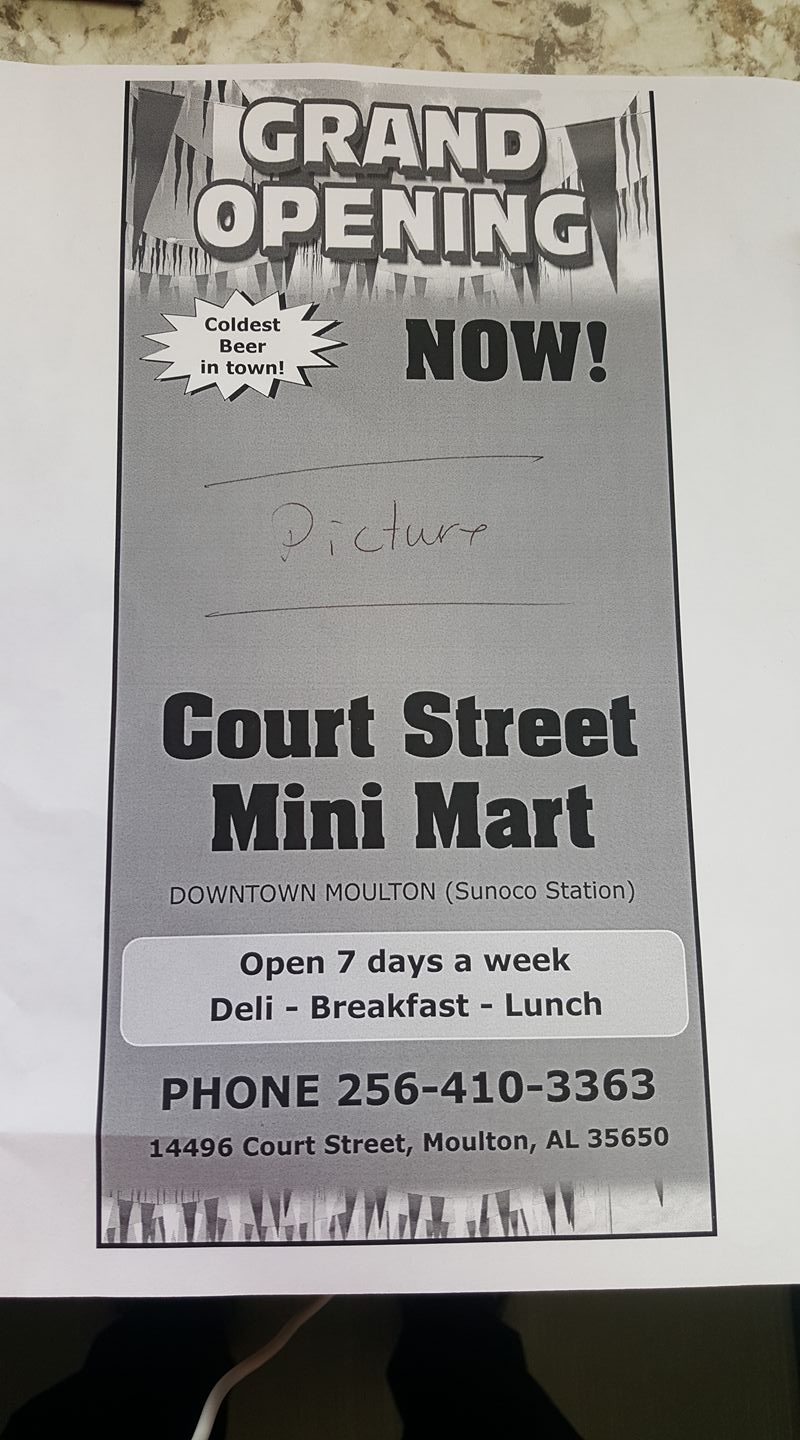 GRAND
OPENING
Coldest
Beer
in town!
NOW!
Picture
Court Street
Mini Mart
DOWNTOWN MOULTON (Sunoco Station)
Open 7 days a week
Deli - Breakfast - Lunch
PHONE 256-410-3363
14496 Court Street, Moulton, AL 35650